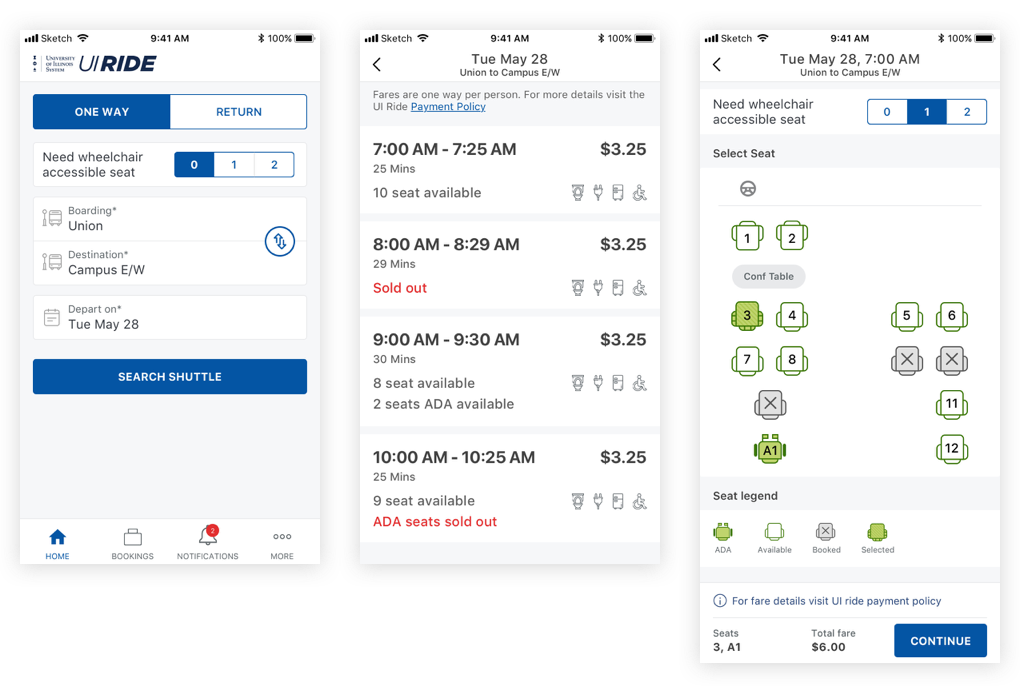 Sketch 9:41 AM 100%
UNIVERSITY OF ILLINOIS SYSTEM
UI RIDE
ONE WAY RETURN
Need wheelchair
accessible seat
0 1 2
Boarding*
Union
Destination*
Campus E/W
Depart on*
Tue May 28
SEARCH SHUTTLE
2
HOME BOOKINGS NOTIFICATIONS MORE
Sketch 9:41 AM 100%
Tue May 28
Union to Campus E/W
Fares are one way per person. For more details visit the
UI Ride Payment Policy
7:00 AM - 7:25 AM $3.25
25 Mins
10 seat available
8:00 AM - 8:29 AM $3.25
29 Mins
Sold out
9:00 AM - 9:30 AM $3.25
30 Mins
8 seat available
2 seats ADA available
10:00 AM - 10:25 AM $3.25
25 Mins
9 seat available
ADA seats sold out
Sketch 9:41 AM 100%
Tue May 28, 7:00 AM
Union to Campus E/W
Need wheelchair
accessible seat
0 1 2
Select Seat
1 2
Conf Table
3 4 5 6
7 8
11
A1 12
Seat legend
ADA Available Booked Selected
For fare details visit UI ride payment policy
Seats Total fare
3, A1 $6.00
CONTINUE